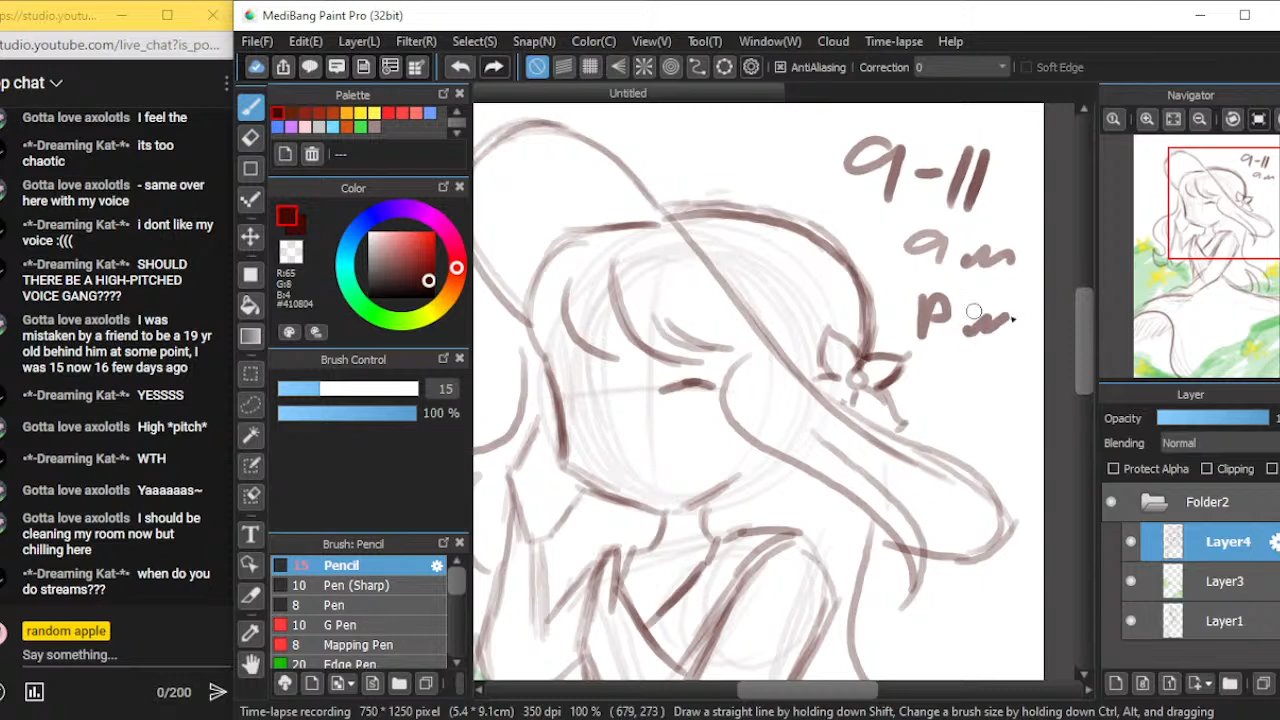 https://studio.youtu...
studio.youtube.com/live_chat?is_po...
MediBang Paint Pro (32bit)
File(F) Edit(E) Layer(L) Filter(R) Select(S) Snap(N) Color(C) View(V) Tool(T) Window(W) Cloud Time-lapse Help
AntiAliasing Correction 0 Soft Edge
op chat
Gotta love axolotls I feel the
·*-Dreaming Kat-*· its too
chaotic
Gotta love axolotls - same over
here with my voice
·*-Dreaming Kat-*· i dont like my
voice :(((
·*-Dreaming Kat-*· SHOULD
THERE BE A HIGH-PITCHED
VOICE GANG????
Gotta love axolotls I was
mistaken by a friend to be a 19 yr
old behind him at some point, I
was 15 now 16 few days ago
·*-Dreaming Kat-*· YESSSS
Gotta love axolotls High *pitch*
·*-Dreaming Kat-*· WTH
Gotta love axolotls Yaaaaaas~
Gotta love axolotls I should be
cleaning my room now but
chilling here
·*-Dreaming Kat-*· when do you
do streams???
random apple
Say something...
0/200
Palette
---
Color
R:65
G:8
B:4
#410804
Brush Control
15
100 %
Brush: Pencil
15 Pencil
10 Pen (Sharp)
8 Pen
10 G Pen
8 Mapping Pen
20 Edge Pen
Untitled
9-11
am
pm
Navigator
9-11
am
Layer
Opacity 1
Blending Normal
Protect Alpha Clipping
Folder2
Layer4
Layer3
Layer1
Time-lapse recording 750 * 1250 pixel (5.4 * 9.1cm) 350 dpi 100 % ( 679, 273 ) Draw a straight line by holding down Shift, Change a brush size by holding down Ctrl, Alt, and dragging